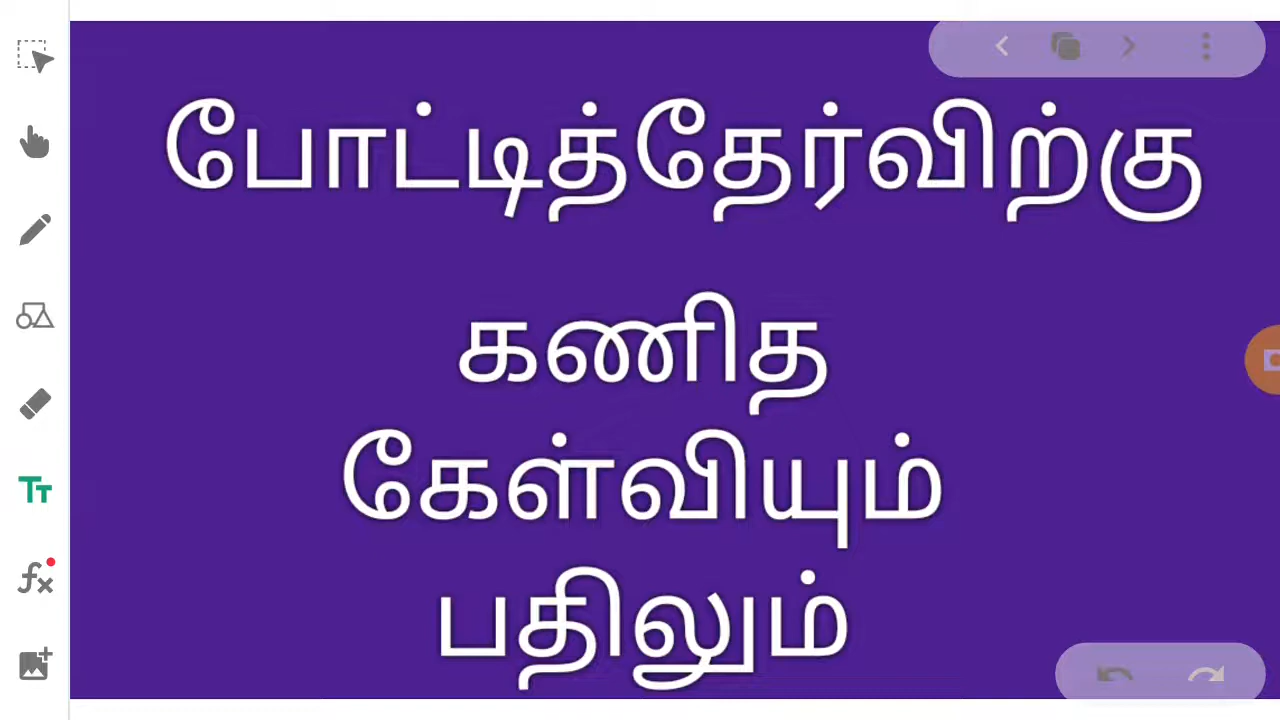 போட்டித்தேர்விற்கு
கணித
கேள்வியும்
பதிலும்